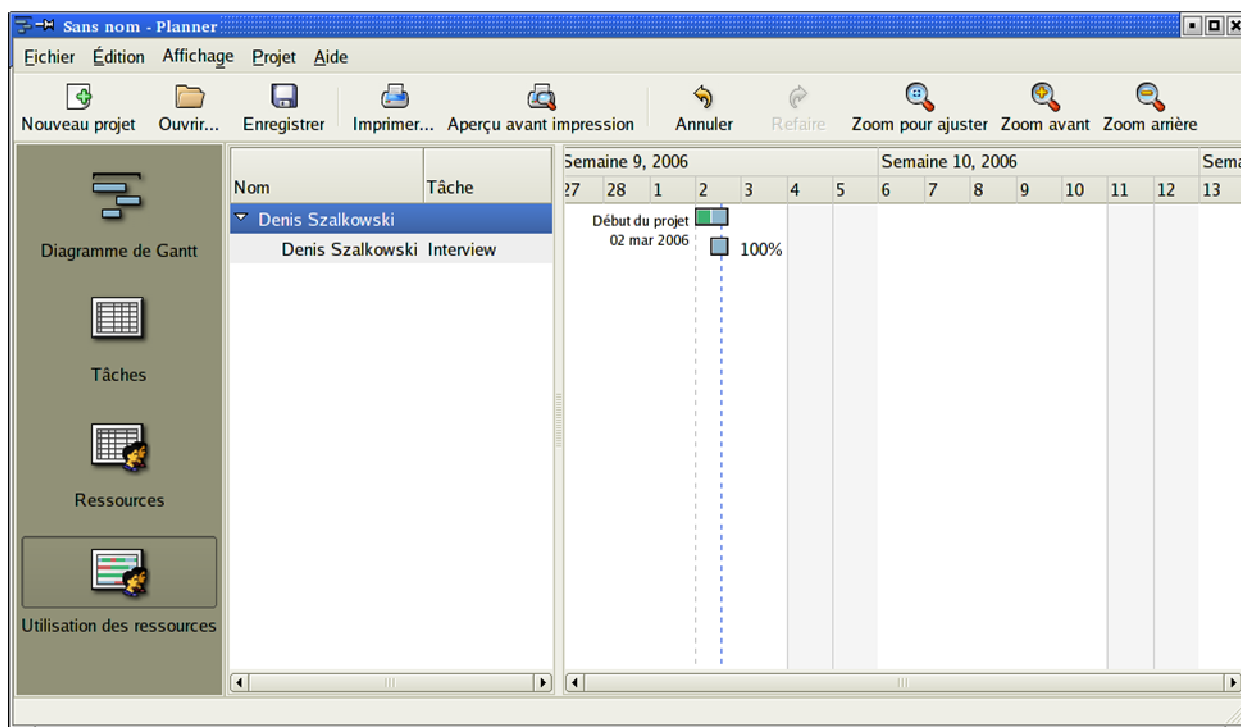 Sans nom - Planner
Fichier Édition Affichage Projet Aide
Nouveau projet Ouvrir... Enregistrer Imprimer... Aperçu avant impression Annuler Refaire Zoom pour ajuster Zoom avant Zoom arrière
Semaine 9, 2006 Semaine 10, 2006 Sema
Nom Tâche 27 28 1 2 3 4 5 6 7 8 9 10 11 12 13
Denis Szalkowski Début du projet
02 mar 2006
Denis Szalkowski Interview 100%
Diagramme de Gantt
Tâches
Ressources
Utilisation des ressources